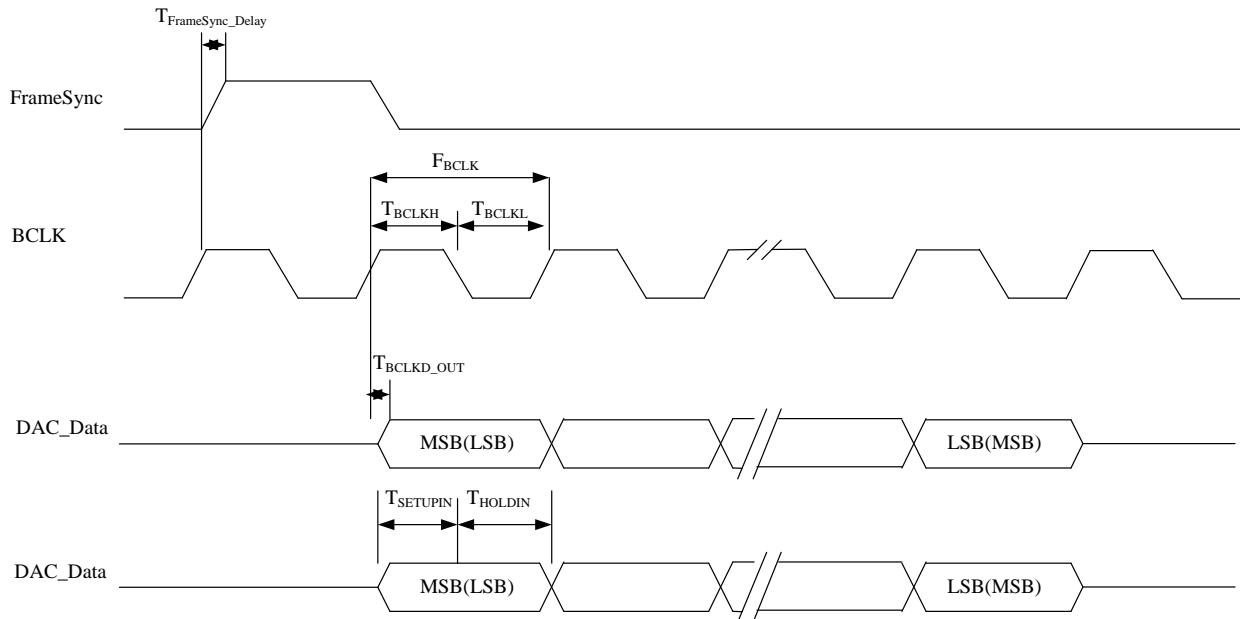 TFrameSync_Delay
FrameSync
FBCLK
TBCLKH TBCLKL
BCLK
TBCLKD_OUT
DAC_Data MSB(LSB) LSB(MSB)
TSETUPIN THOLDIN
DAC_Data MSB(LSB) LSB(MSB)